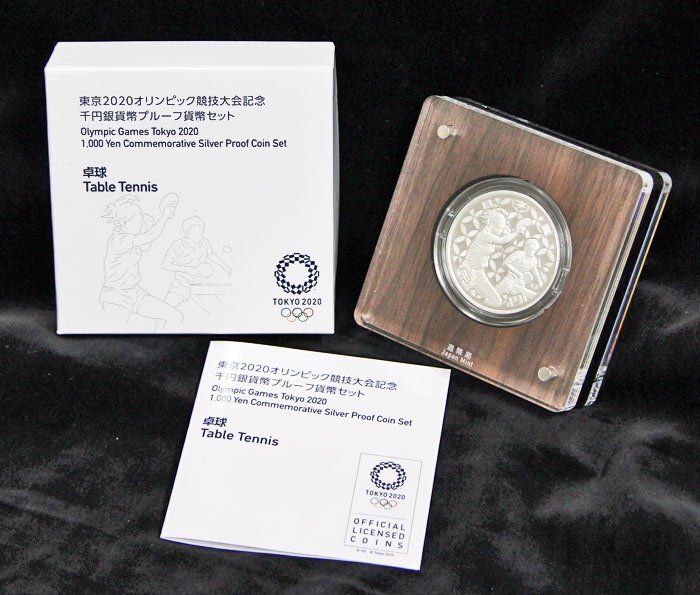 東京2020オリンピック競技大会記念
千円銀貨幣プルーフ貨幣セット
Olympic Games Tokyo 2020
1,000 Yen Commemorative Silver Proof Coin Set
卓球
Table Tennis
TOKYO 2020
造幣局
Japan Mint
東京2020オリンピック競技大会記念
千円銀貨幣プルーフ貨幣セット
Olympic Games Tokyo 2020
1,000 Yen Commemorative Silver Proof Coin Set
卓球
Table Tennis
TOKYO 2020
OFFICIAL
LICENSED
COINS